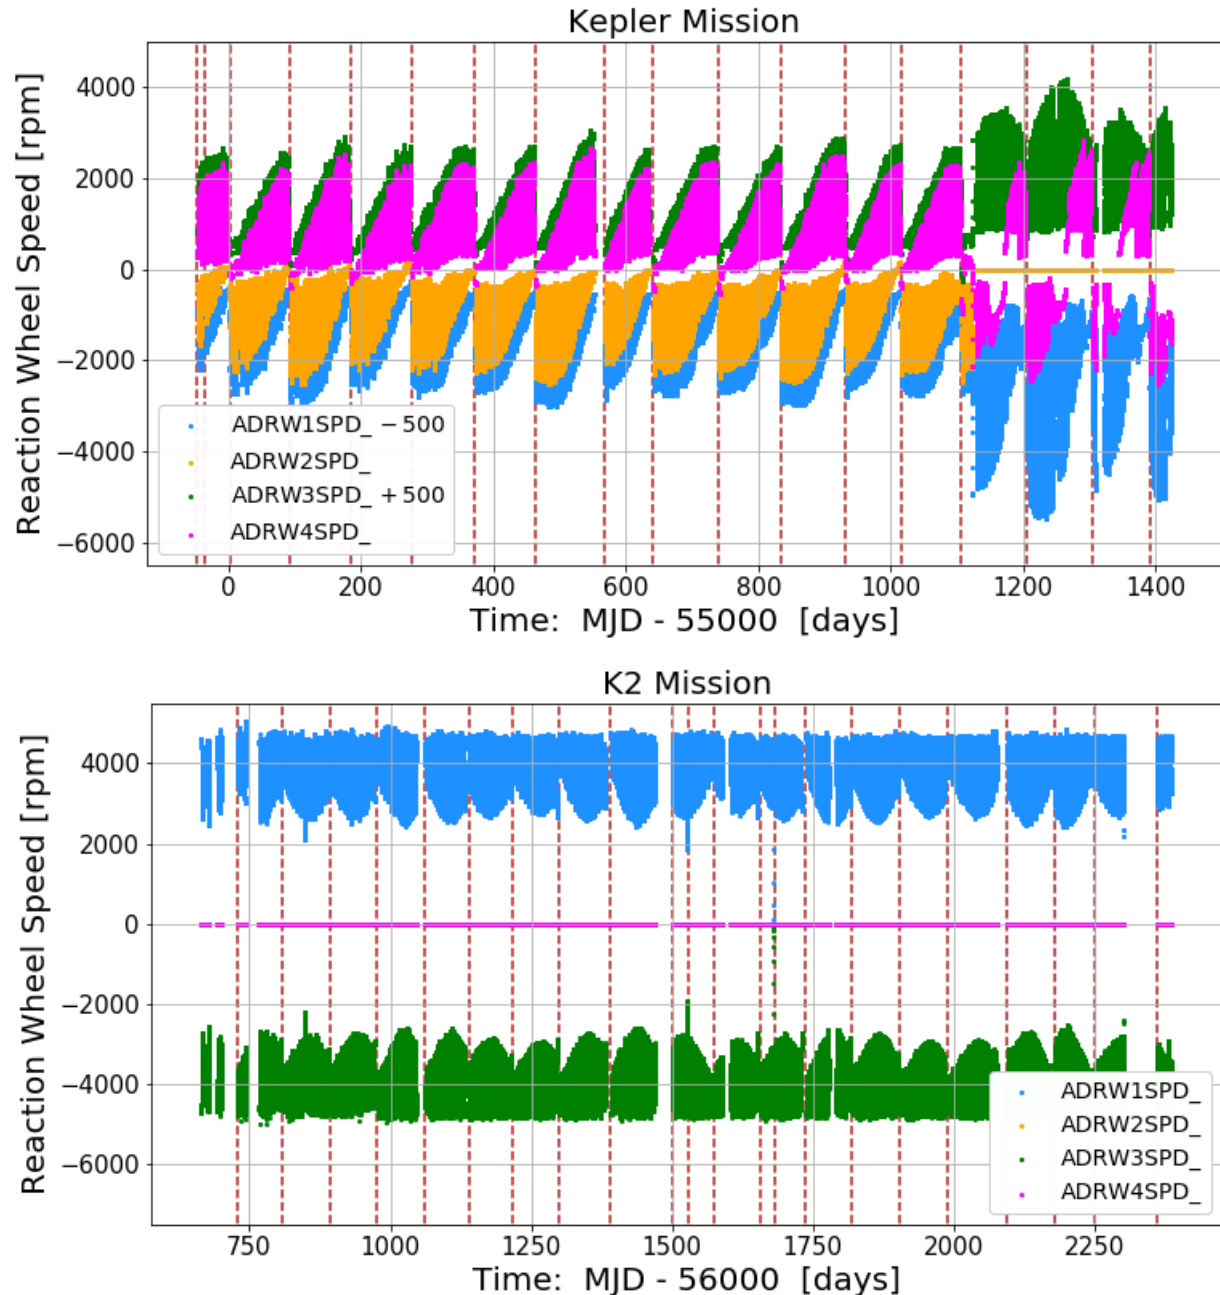 Kepler Mission
Reaction Wheel Speed [rpm]
4000
2000
0
−2000
−4000
−6000
ADRW1SPD_ − 500
ADRW2SPD_
ADRW3SPD_ + 500
ADRW4SPD_
0 200 400 600 800 1000 1200 1400
Time: MJD - 55000 [days]
K2 Mission
Reaction Wheel Speed [rpm]
4000
2000
0
−2000
−4000
−6000
ADRW1SPD_
ADRW2SPD_
ADRW3SPD_
ADRW4SPD_
750 1000 1250 1500 1750 2000 2250
Time: MJD - 56000 [days]